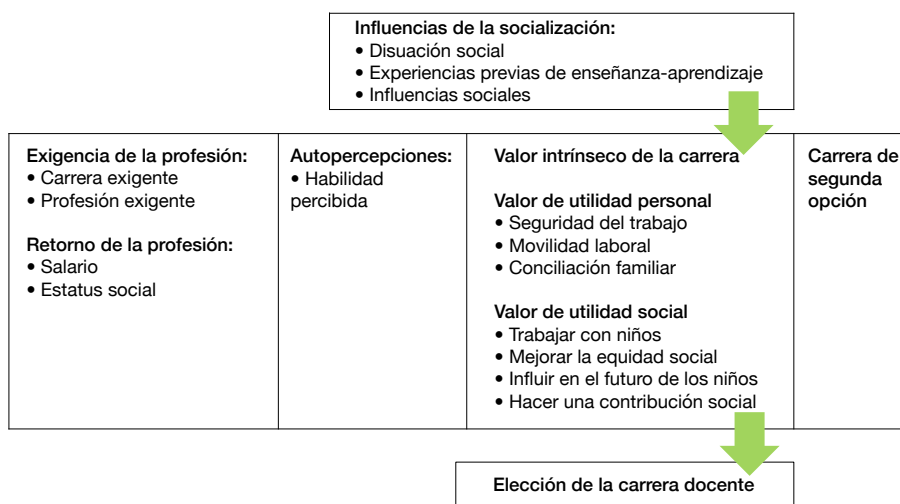 Influencias de la socialización:
• Disuación social
• Experiencias previas de enseñanza-aprendizaje
• Influencias sociales
Exigencia de la profesión:
• Carrera exigente
• Profesión exigente
Retorno de la profesión:
• Salario
• Estatus social
Autopercepciones:
• Habilidad
percibida
Valor intrínseco de la carrera
Valor de utilidad personal
• Seguridad del trabajo
• Movilidad laboral
• Conciliación familiar
Valor de utilidad social
• Trabajar con niños
• Mejorar la equidad social
• Influir en el futuro de los niños
• Hacer una contribución social
Carrera de
segunda
opción
Elección de la carrera docente